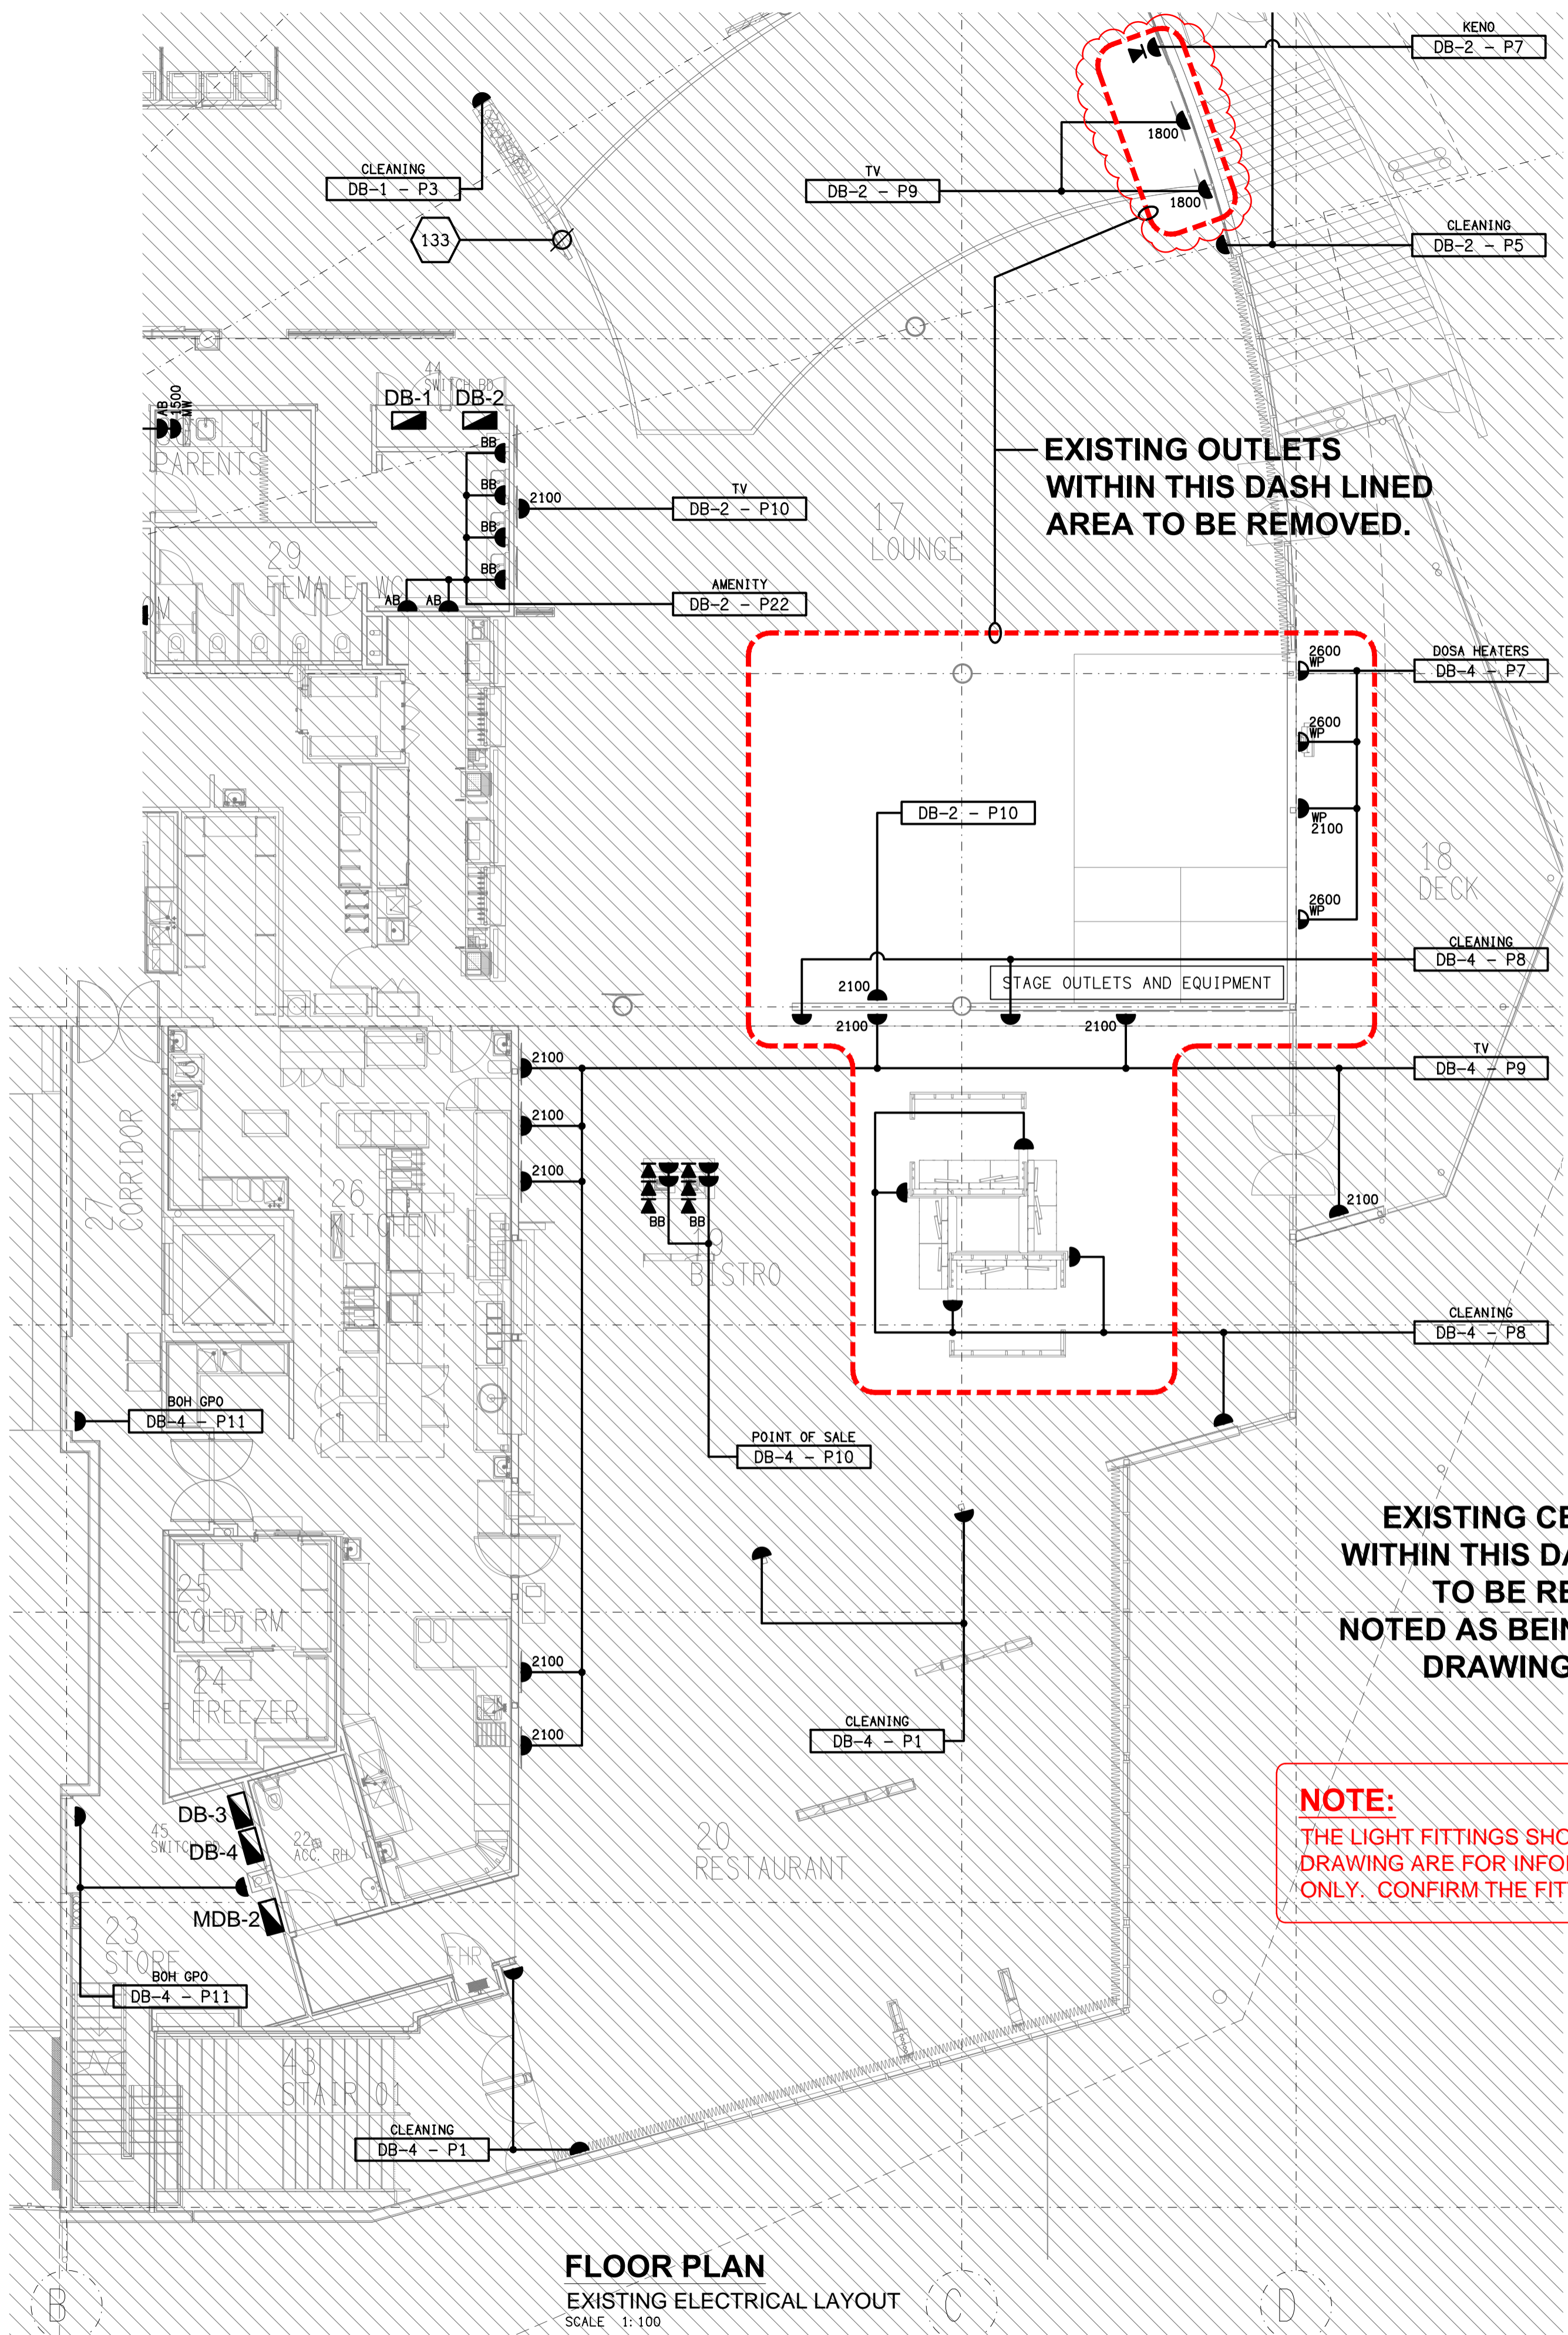 KENO
DB-2 - P7
CLEANING
DB-1 - P3
133
TV
DB-2 - P9
1800
1800
CLEANING
DB-2 - P5
44
SWITCH BD
DB-1
DB-2
AB
1500
MW
PARENTS
BB
BB
BB
BB
2100
TV
DB-2 - P10
AMENITY
DB-2 - P22
AB
AB
29
FEMALE WC
17
LOUNGE
EXISTING OUTLETS
WITHIN THIS DASH LINED
AREA TO BE REMOVED.
2600
WP
DOSA HEATERS
DB-4 - P7
2600
WP
WP
2100
2600
WP
DB-2 - P10
18
DECK
CLEANING
DB-4 - P8
STAGE OUTLETS AND EQUIPMENT
2100
2100
2100
TV
DB-4 - P9
2100
2100
2100
2100
27
CORRIDOR
26
KITCHEN
BB
BB
19
BISTRO
CLEANING
DB-4 - P8
BOH GPO
DB-4 - P11
POINT OF SALE
DB-4 - P10
EXISTING CE
WITHIN THIS DA
TO BE RE
NOTED AS BEIN
DRAWING
25
COLD RM
24
FREEZER
2100
2100
CLEANING
DB-4 - P1
NOTE:
THE LIGHT FITTINGS SHO
DRAWING ARE FOR INFO
ONLY. CONFIRM THE FIT
DB-3
45
SWITCH BD
DB-4
22
ACC. RH
MDB-2
20
RESTAURANT
23
STORE
BOH GPO
DB-4 - P11
FHR
43
STAIR 01
CLEANING
DB-4 - P1
FLOOR PLAN
EXISTING ELECTRICAL LAYOUT
SCALE 1:100
B
C
D